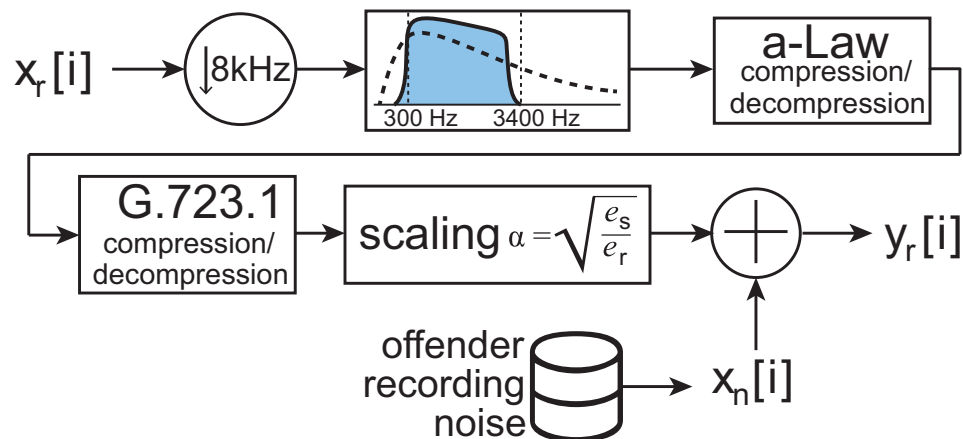 x_r[i]
↓8kHz
300 Hz 3400 Hz
a-Law
compression/
decompression
G.723.1
compression/
decompression
scaling α = √(e_s/e_r)
y_r[i]
offender
recording
noise
x_n[i]